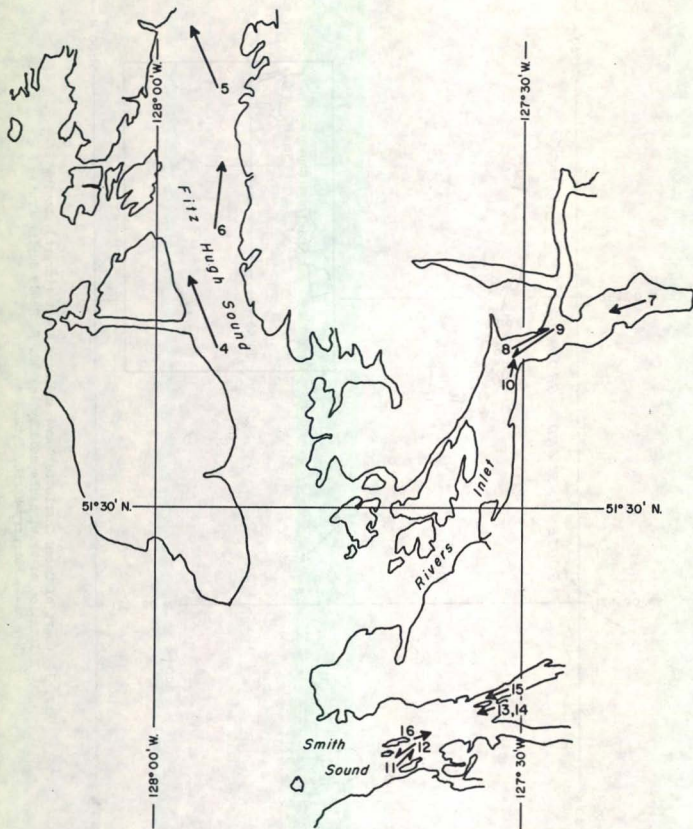 128°00' W.
127°30' W.
5
6
Fitz Hugh Sound
4
7
8
9
10
51°30' N.
51°30' N.
Rivers Inlet
15
13,14
16
12
11
Smith
Sound
128°00' W.
127°30' W